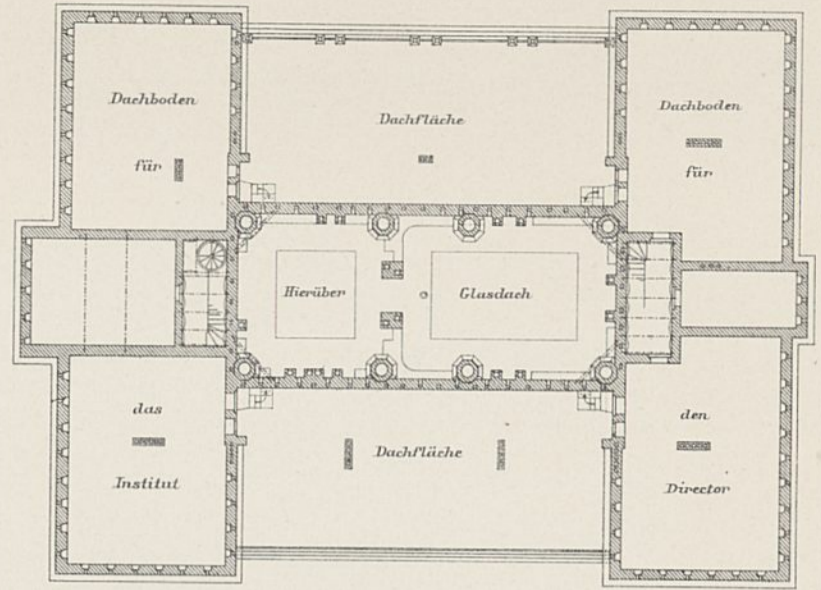 Dachboden
für
das
Institut
Dachfläche
Hierüber
Glasdach
Dachfläche
Dachboden
für
den
Director